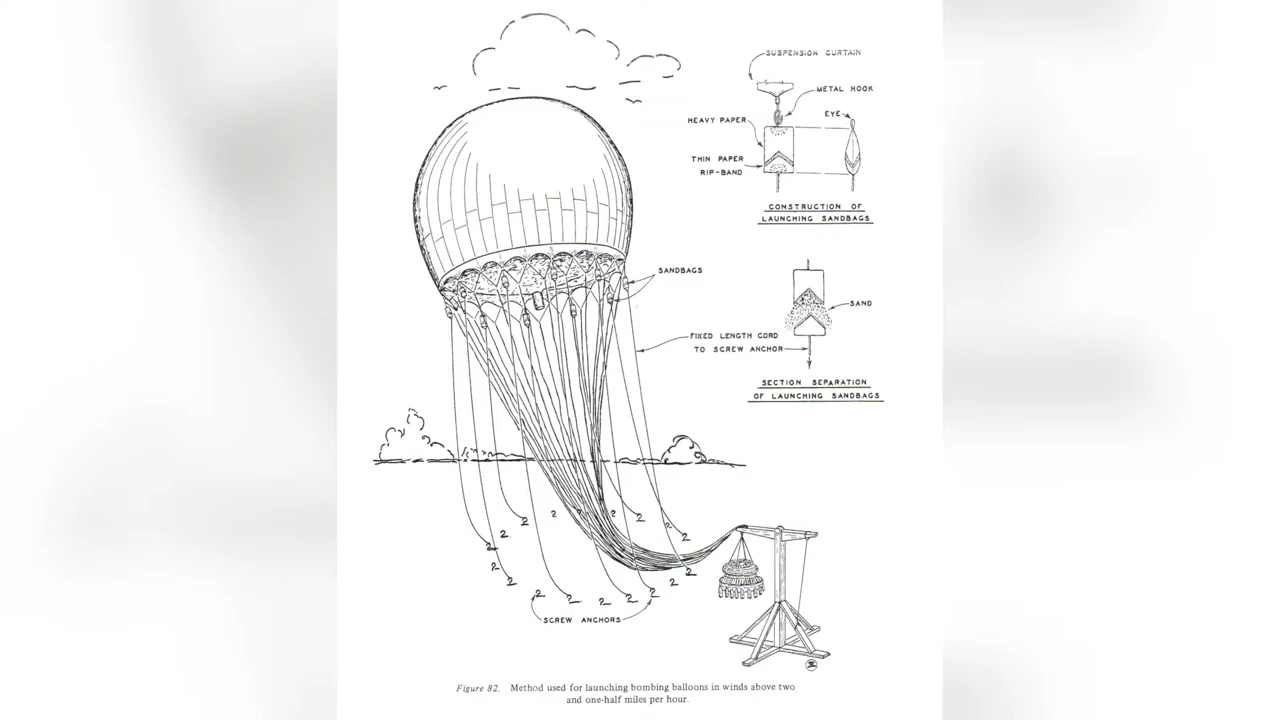 SUSPENSION CURTAIN
METAL HOOK
HEAVY PAPER
EYE
THIN PAPER
RIP-BAND
CONSTRUCTION OF
LAUNCHING SANDBAGS
SANDBAGS
SAND
FIXED LENGTH CORD
TO SCREW ANCHOR
SECTION SEPARATION
OF LAUNCHING SANDBAGS
SCREW ANCHORS
Figure 82. Method used for launching bombing balloons in winds above two
and one-half miles per hour.